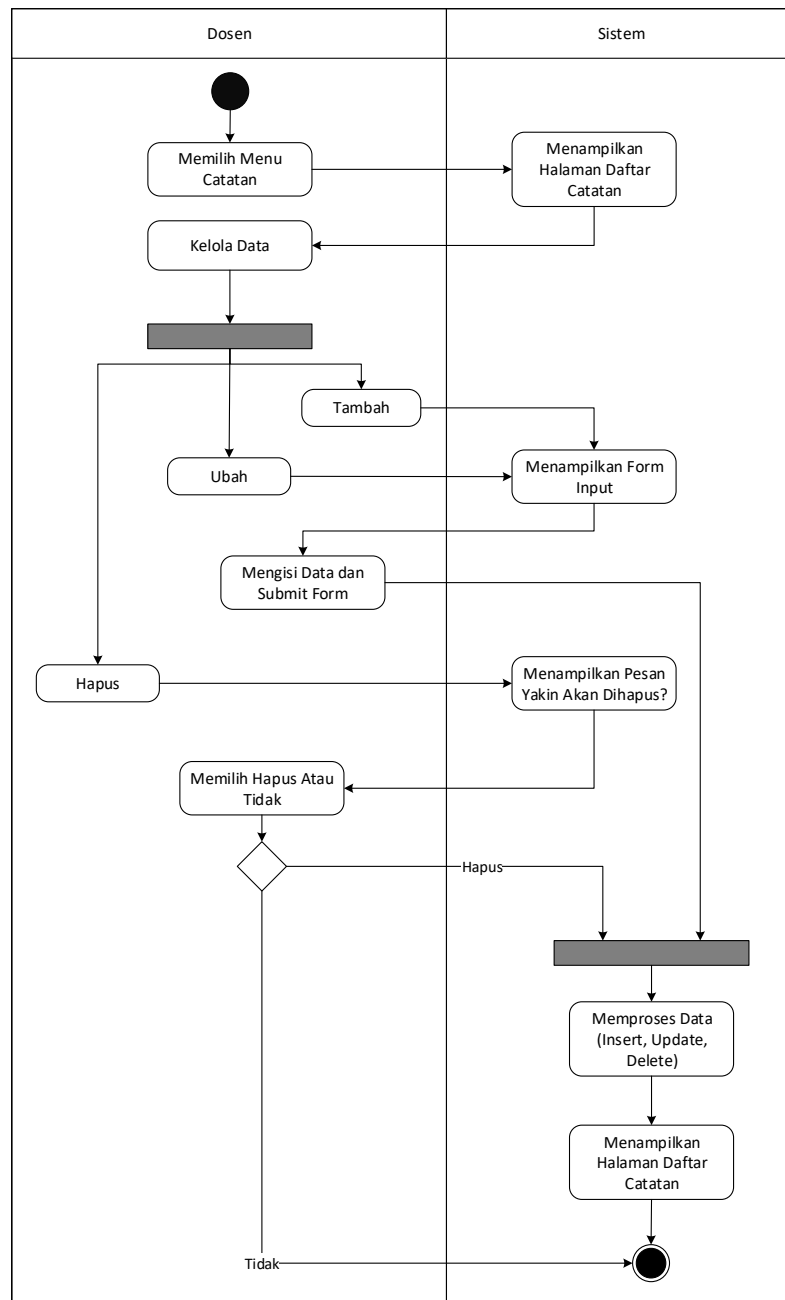 Dosen
Sistem
Memilih Menu
Catatan
Menampilkan
Halaman Daftar
Catatan
Kelola Data
Tambah
Ubah
Menampilkan Form
Input
Mengisi Data dan
Submit Form
Hapus
Menampilkan Pesan
Yakin Akan Dihapus?
Memilih Hapus Atau
Tidak
Hapus
Memproses Data
(Insert, Update,
Delete)
Menampilkan
Halaman Daftar
Catatan
Tidak